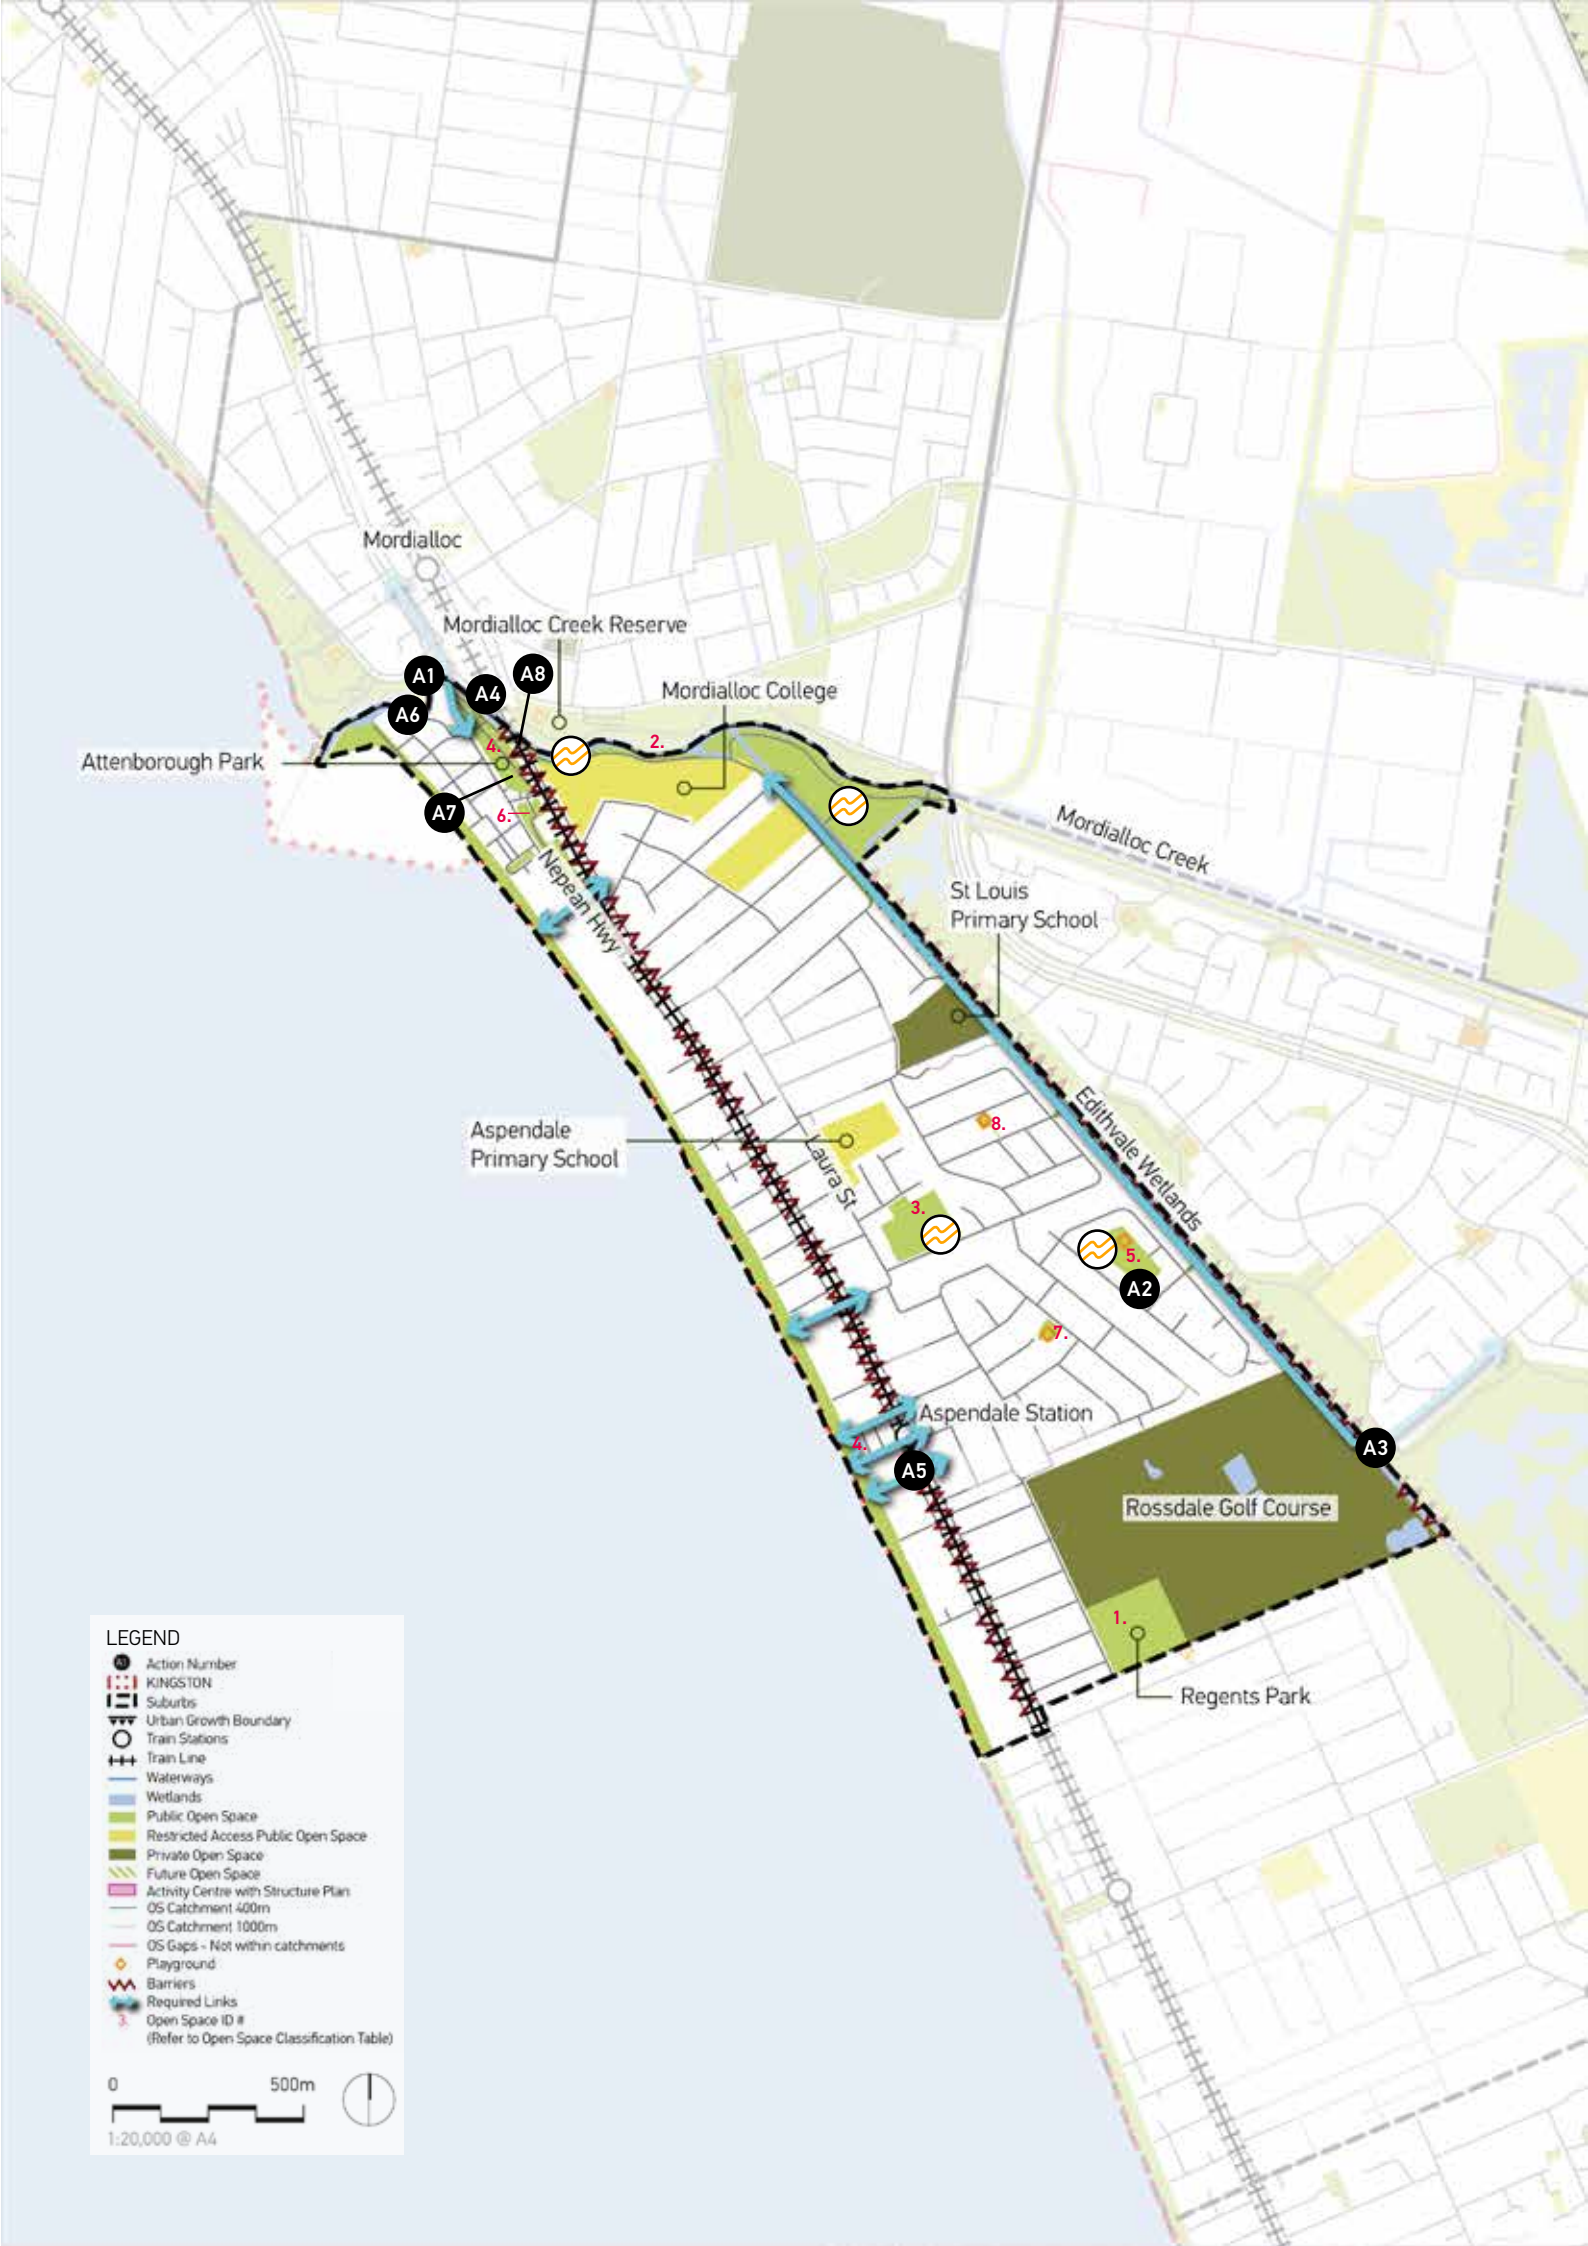 Mordialloc
Mordialloc Creek Reserve
A1
A8
A4
Mordialloc College
A6
4.
2.
Attenborough Park
A7
6.
Mordialloc Creek
Nepean Hwy
St Louis
Primary School
Edithvale Wetlands
Aspendale
Primary School
8.
Laura St
3.
5.
A2
7.
Aspendale Station
4.
A5
A3
Rossdale Golf Course
1.
Regents Park
LEGEND
Action Number
KINGSTON
Suburbs
Urban Growth Boundary
Train Stations
Train Line
Waterways
Wetlands
Public Open Space
Restricted Access Public Open Space
Private Open Space
Future Open Space
Activity Centre with Structure Plan
OS Catchment 400m
OS Catchment 1000m
OS Gaps - Not within catchments
Playground
Barriers
Required Links
3. Open Space ID #
(Refer to Open Space Classification Table)
0 500m
1:20,000 @ A4